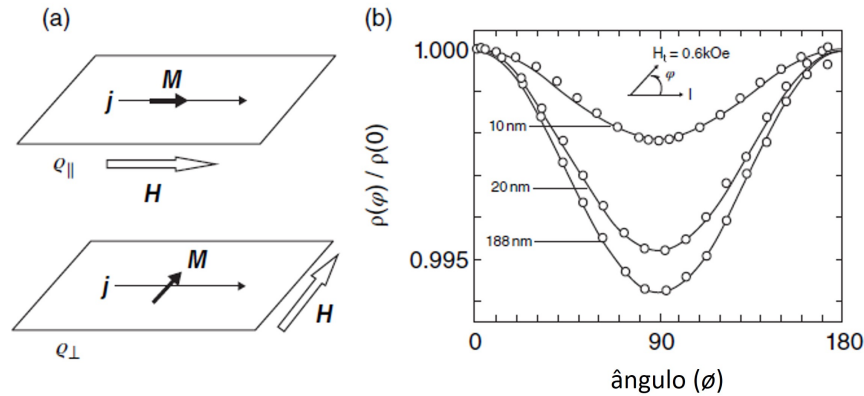 (a)
M
j
ϱ∥
H
M
j
H
ϱ⊥
(b)
1.000
0.995
ρ(φ) / ρ(0)
Hₜ = 0.6kOe
φ
I
10 nm
20 nm
188 nm
0
90
180
ângulo (ø)